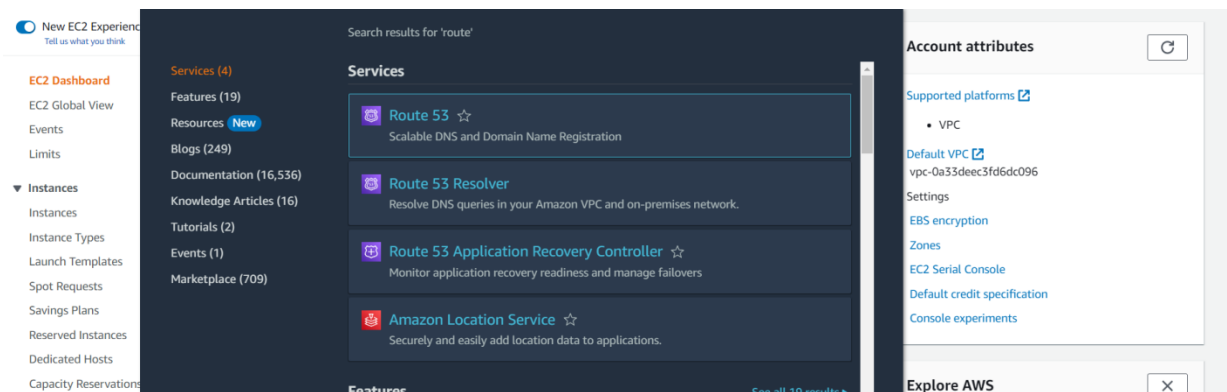 New EC2 Experienc
Tell us what you think
EC2 Dashboard
EC2 Global View
Events
Limits
Instances
Instances
Instance Types
Launch Templates
Spot Requests
Savings Plans
Reserved Instances
Dedicated Hosts
Capacity Reservations
Search results for 'route'
Services (4)
Features (19)
Resources New
Blogs (249)
Documentation (16,536)
Knowledge Articles (16)
Tutorials (2)
Events (1)
Marketplace (709)
Services
Route 53
Scalable DNS and Domain Name Registration
Route 53 Resolver
Resolve DNS queries in your Amazon VPC and on-premises network.
Route 53 Application Recovery Controller
Monitor application recovery readiness and manage failovers
Amazon Location Service
Securely and easily add location data to applications.
Features
See all 19 results
Account attributes
Supported platforms
• VPC
Default VPC
vpc-0a33deec3fd6dc096
Settings
EBS encryption
Zones
EC2 Serial Console
Default credit specification
Console experiments
Explore AWS